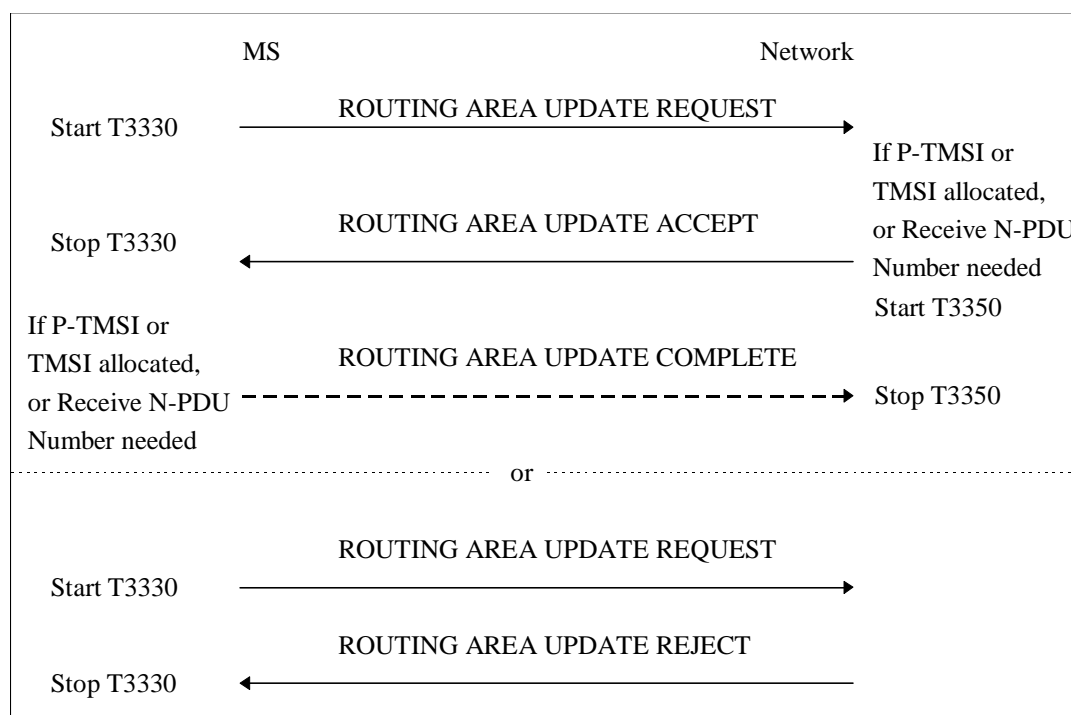 MS
Network
ROUTING AREA UPDATE REQUEST
Start T3330
If P-TMSI or
TMSI allocated,
or Receive N-PDU
Number needed
Start T3350
ROUTING AREA UPDATE ACCEPT
Stop T3330
If P-TMSI or
TMSI allocated,
or Receive N-PDU
Number needed
ROUTING AREA UPDATE COMPLETE
Stop T3350
or
ROUTING AREA UPDATE REQUEST
Start T3330
ROUTING AREA UPDATE REJECT
Stop T3330